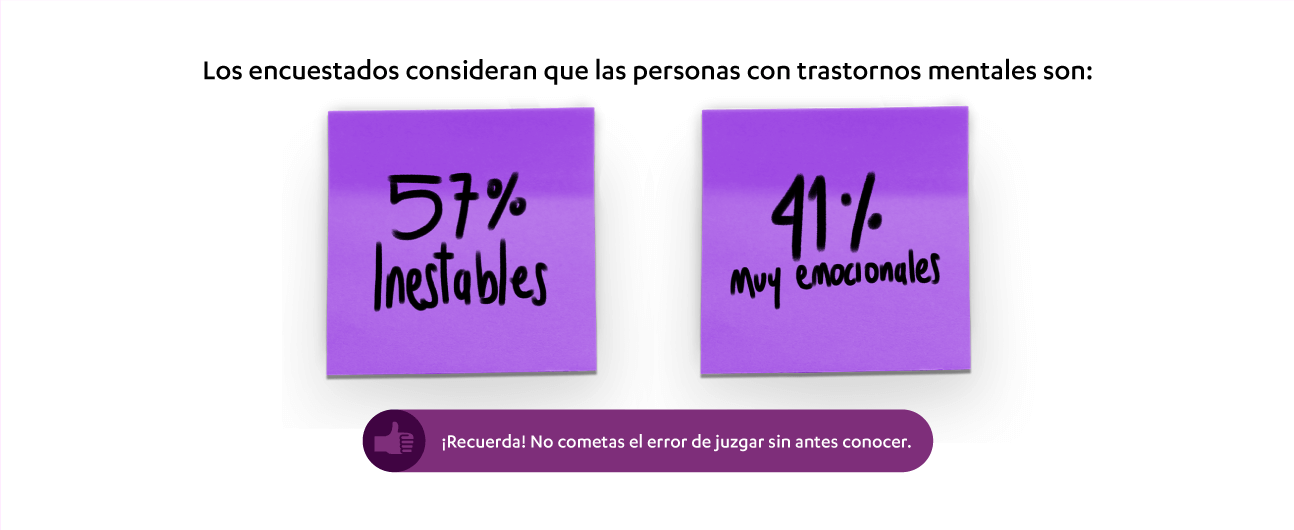 Los encuestados consideran que las personas con trastornos mentales son:
57%
Inestables
41%
Muy emocionales
¡Recuerda! No cometas el error de juzgar sin antes conocer.